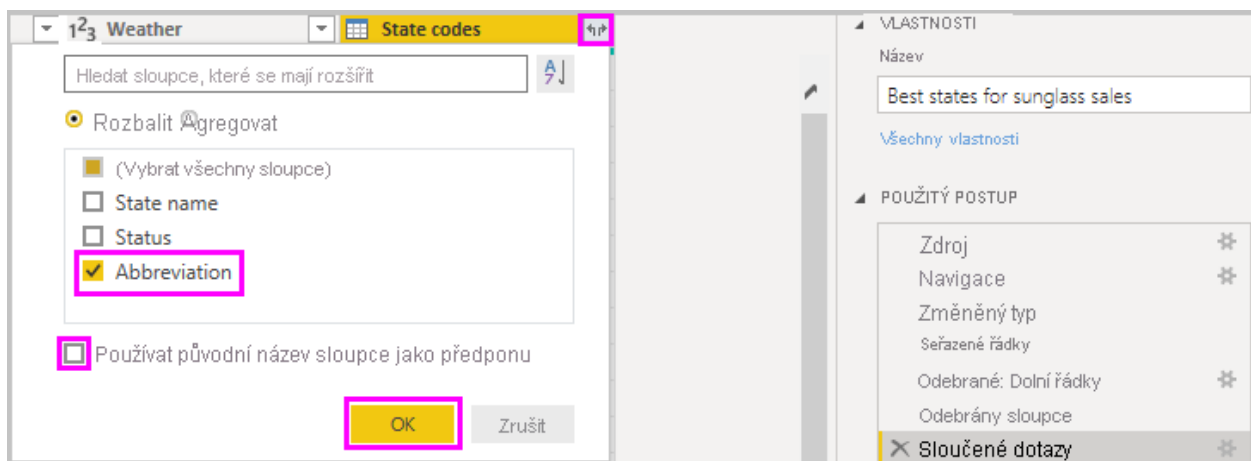 1²3 Weather
State codes
Hledat sloupce, které se mají rozšířit
Rozbalit Agregovat
(Vybrat všechny sloupce)
State name
Status
Abbreviation
Používat původní název sloupce jako předponu
OK
Zrušit
VLASTNOSTI
Název
Best states for sunglass sales
Všechny vlastnosti
POUŽITÝ POSTUP
Zdroj
Navigace
Změněný typ
Seřazené řádky
Odebrané: Dolní řádky
Odebrány sloupce
Sloučené dotazy